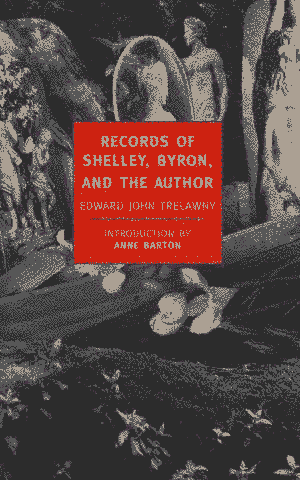 RECORDS OF
SHELLEY, BYRON,
AND THE AUTHOR
EDWARD JOHN TRELAWNY
INTRODUCTION BY
ANNE BARTON